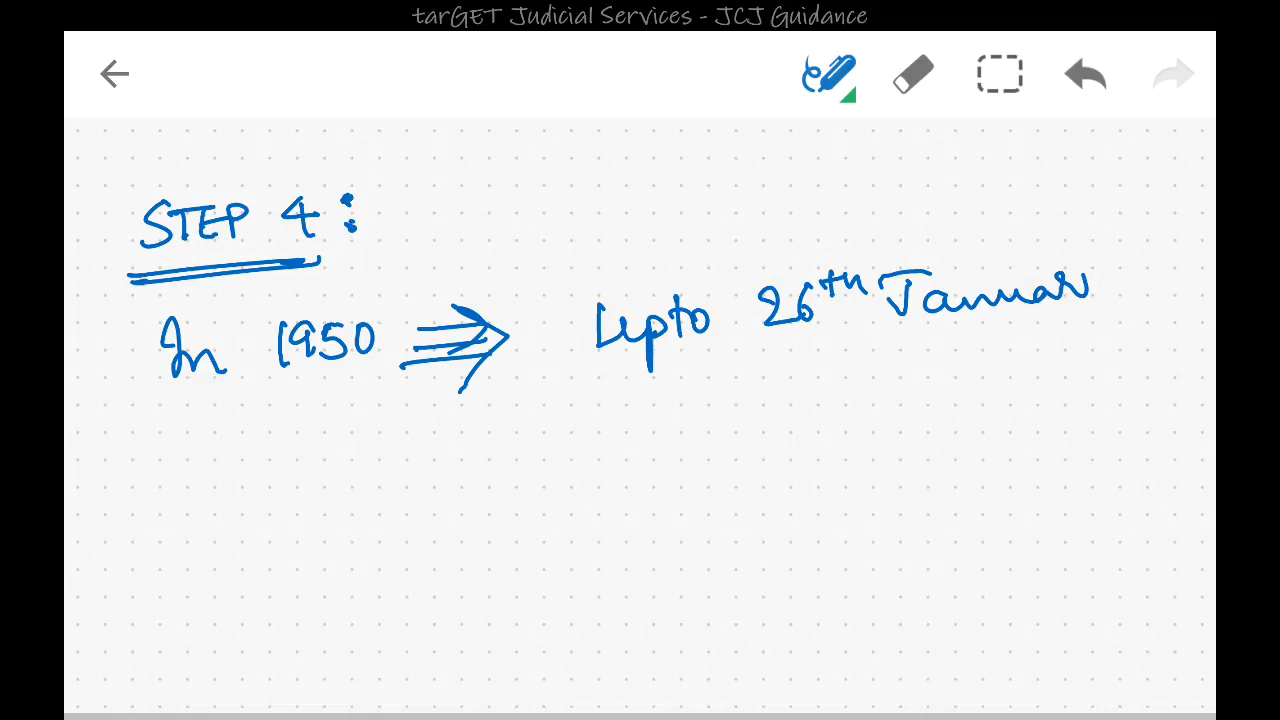 tarGET Judicial Services - JCJ Guidance
STEP 4:
In 1950 ⇒ Upto 26th Januar